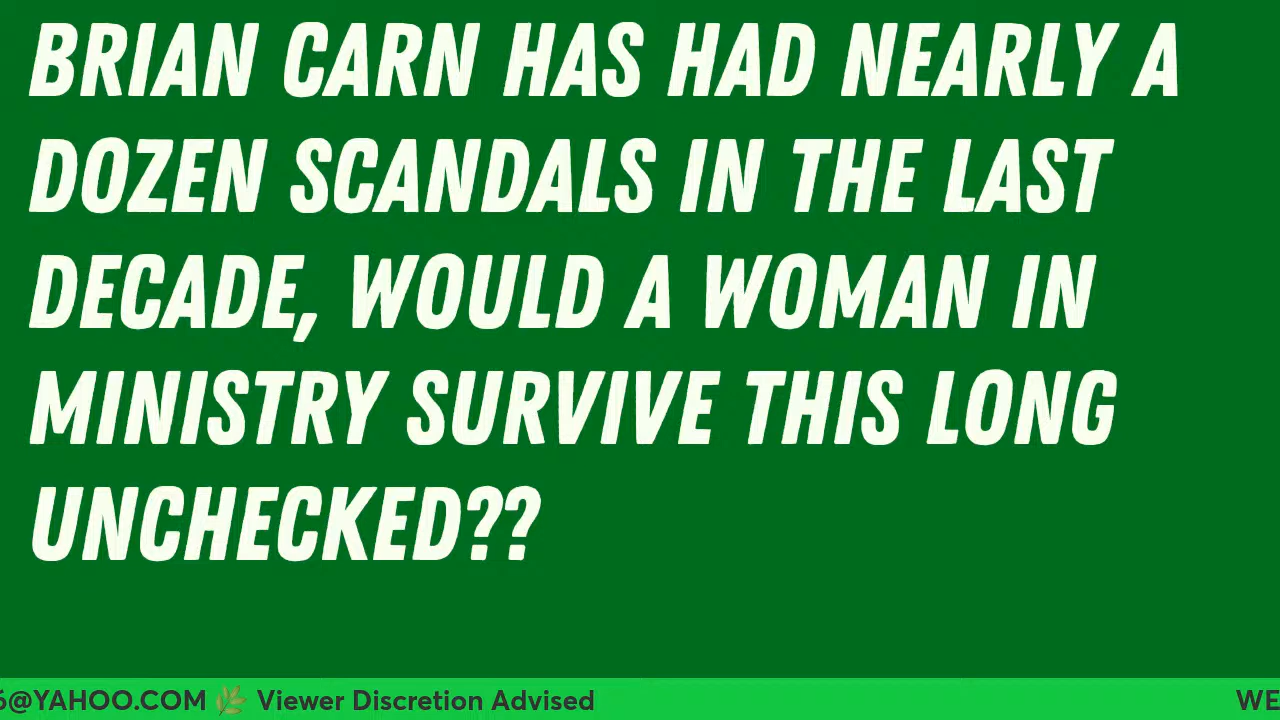 BRIAN CARN HAS HAD NEARLY A
DOZEN SCANDALS IN THE LAST
DECADE, WOULD A WOMAN IN
MINISTRY SURVIVE THIS LONG
UNCHECKED??
@YAHOO.COM 🌿 Viewer Discretion Advised WE